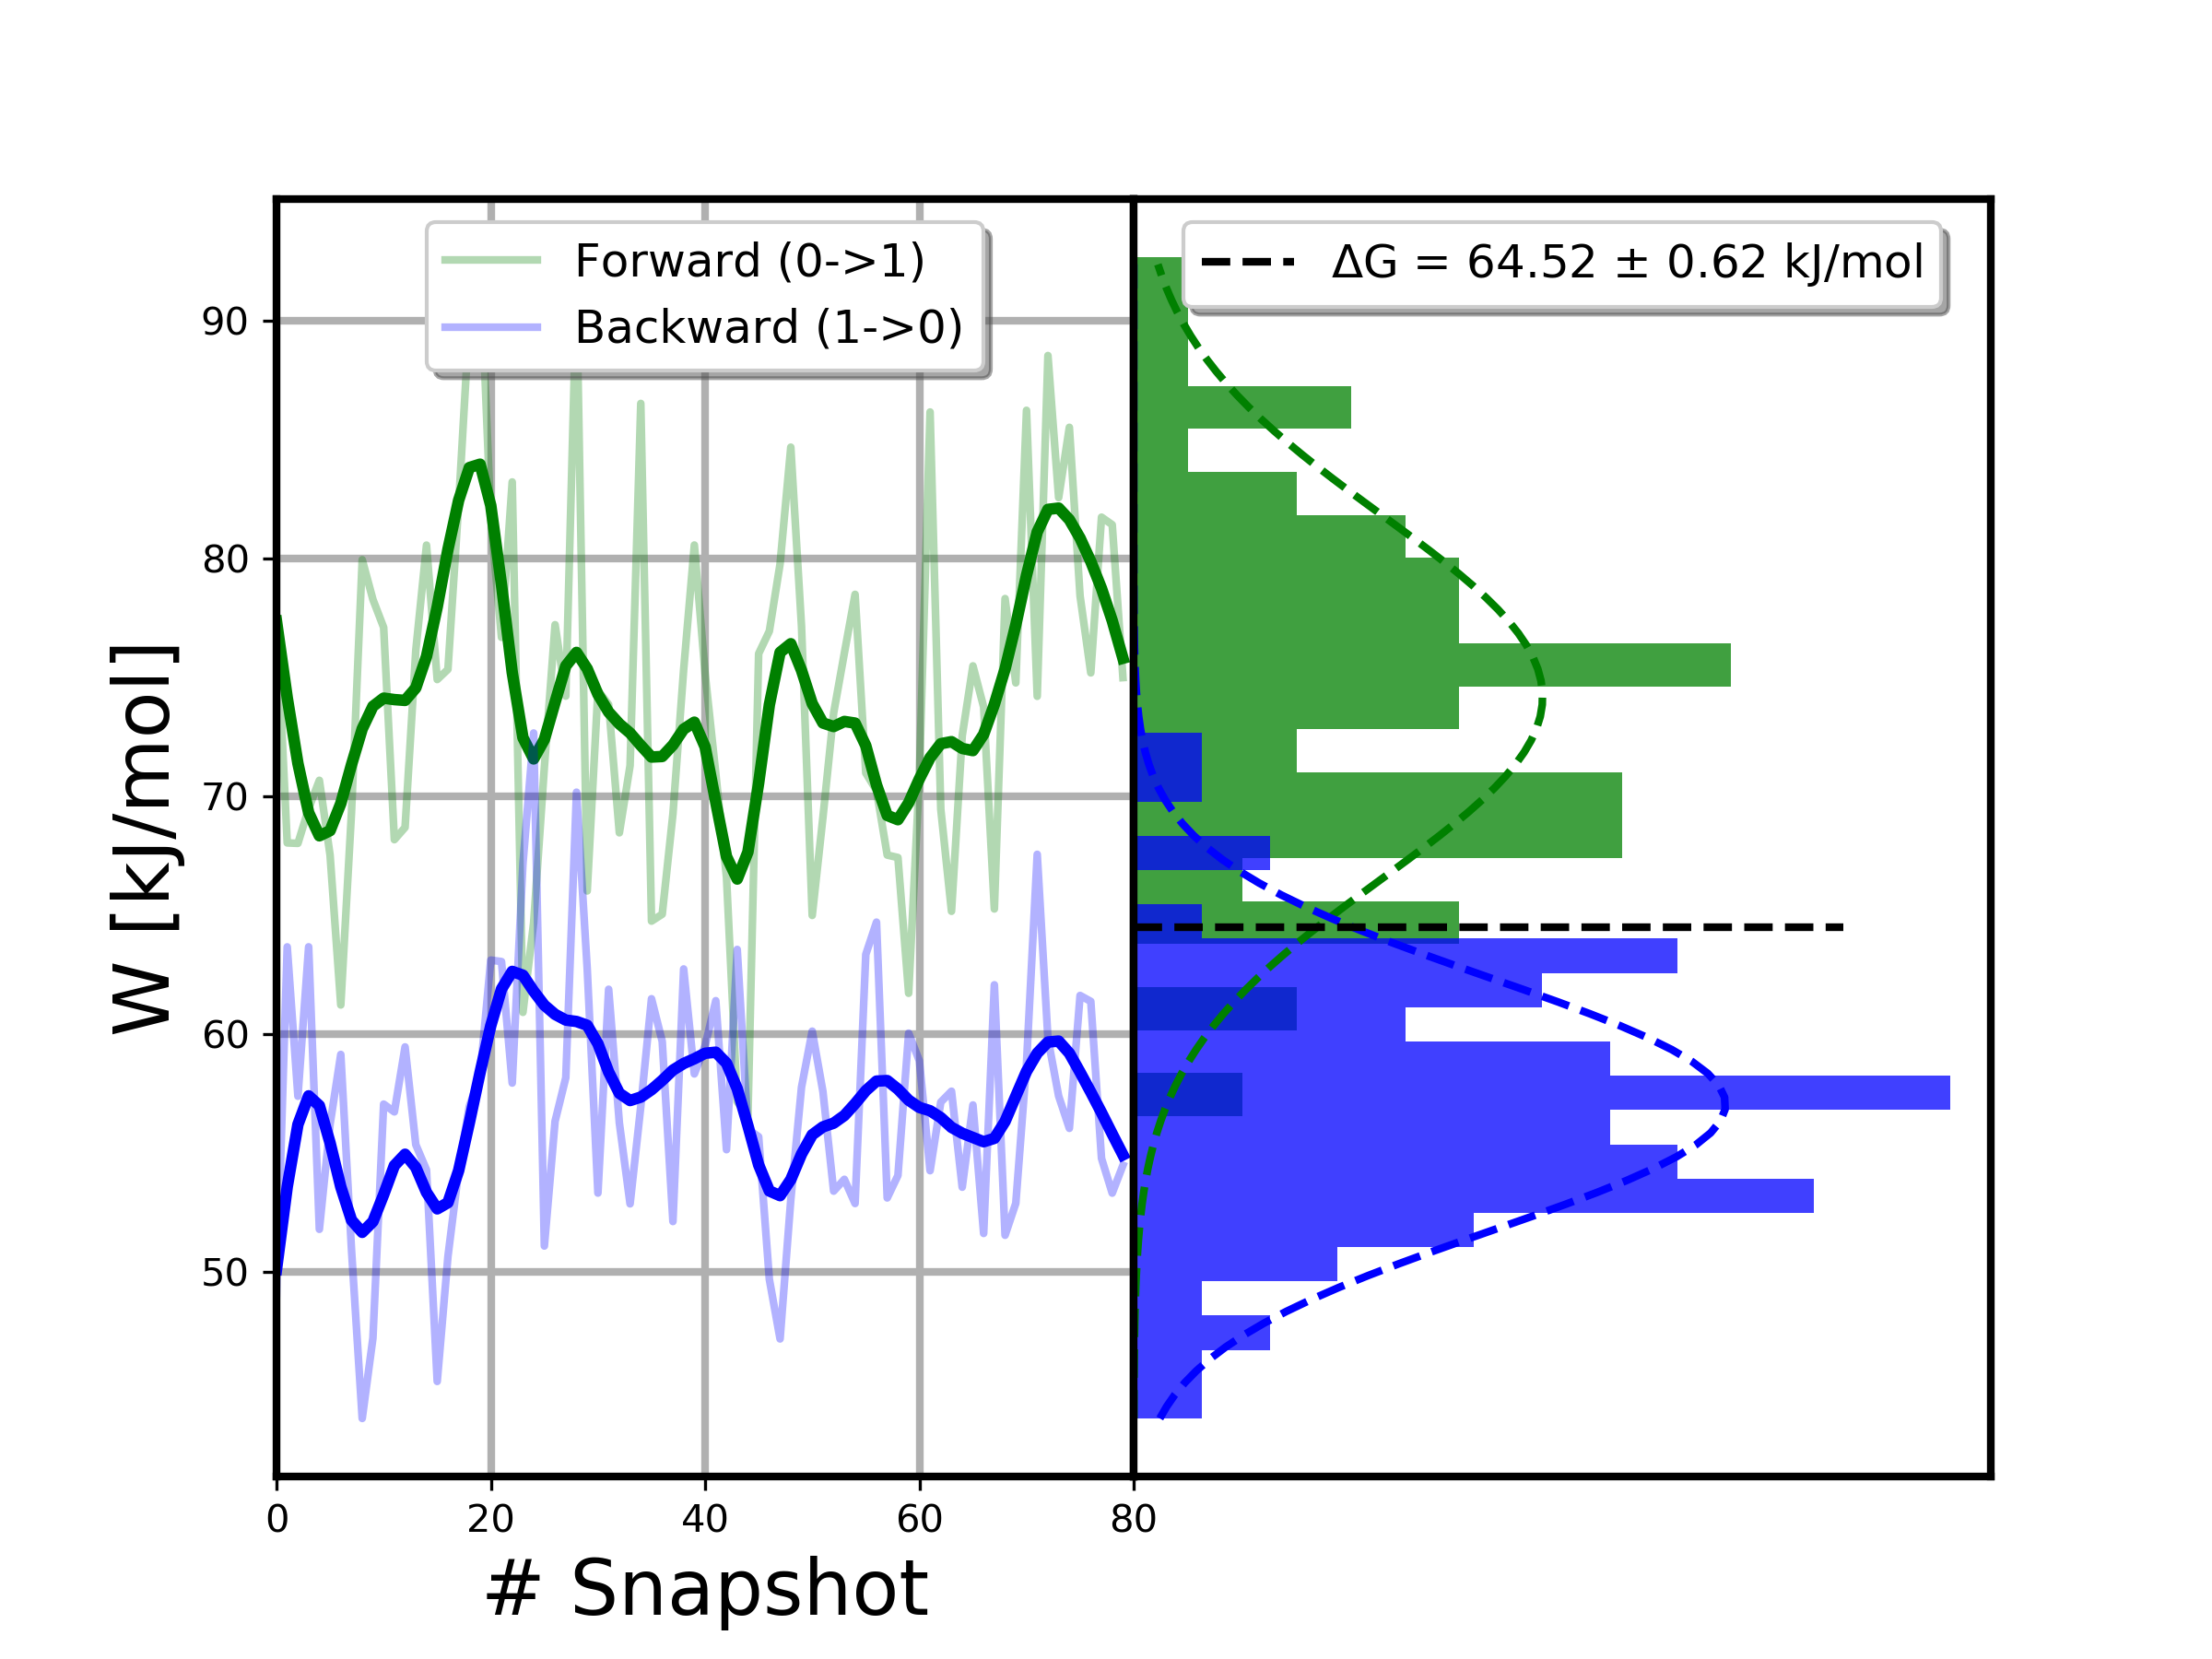 Forward (0->1)
Backward (1->0)
ΔG = 64.52 ± 0.62 kJ/mol
90
80
70
60
50
W [kJ/mol]
0 20 40 60 80
# Snapshot